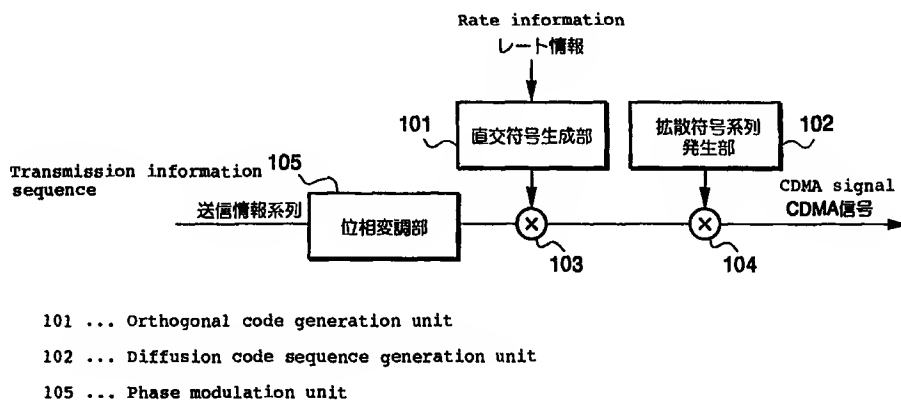 Rate information
レート情報
101
直交符号生成部
拡散符号系列
発生部
102
Transmission information
sequence
105
送信情報系列
位相変調部
×
103
×
104
CDMA signal
CDMA信号
101 ... Orthogonal code generation unit
102 ... Diffusion code sequence generation unit
105 ... Phase modulation unit